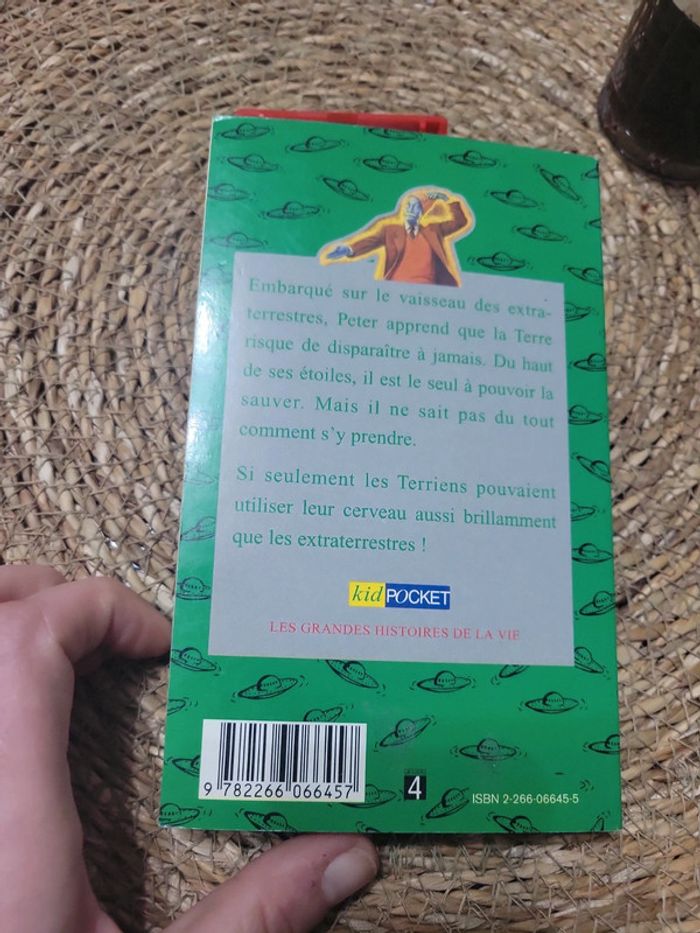 Embarqué sur le vaisseau des extra-
terrestres, Peter apprend que la Terre
risque de disparaître à jamais. Du haut
de ses étoiles, il est le seul à pouvoir la
sauver. Mais il ne sait pas du tout
comment s'y prendre.
Si seulement les Terriens pouvaient
utiliser leur cerveau aussi brillamment
que les extraterrestres !
kid POCKET
LES GRANDES HISTOIRES DE LA VIE
9 782266 066457
4
ISBN 2-266-06645-5